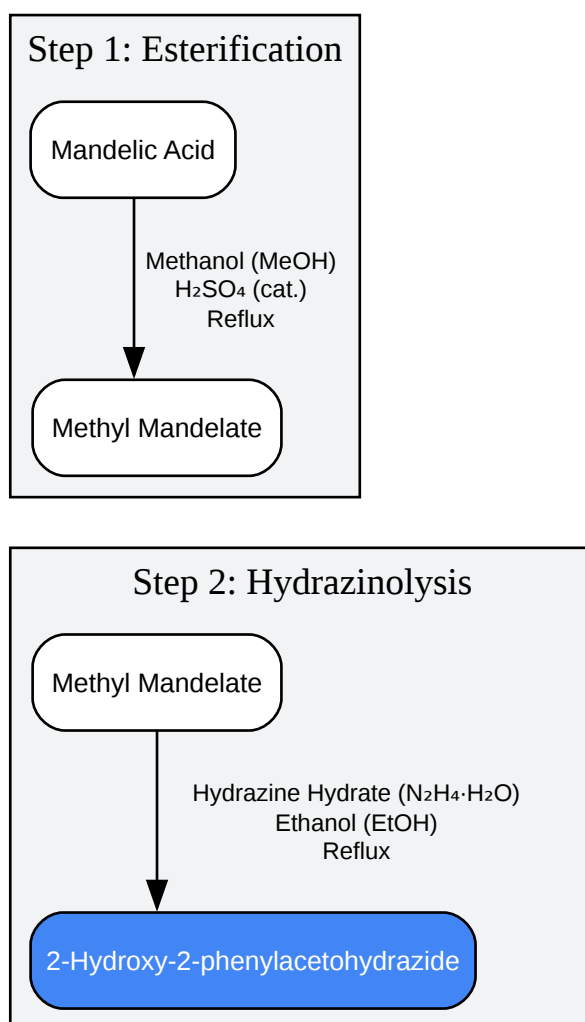 Step 1: Esterification
Mandelic Acid
Methanol (MeOH)
H₂SO₄ (cat.)
Reflux
Methyl Mandelate
Step 2: Hydrazinolysis
Methyl Mandelate
Hydrazine Hydrate (N₂H₄·H₂O)
Ethanol (EtOH)
Reflux
2-Hydroxy-2-phenylacetohydrazide